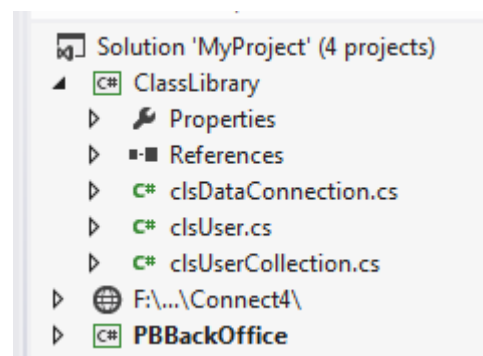 Solution 'MyProject' (4 projects)
C# ClassLibrary
Properties
References
C# clsDataConnection.cs
C# clsUser.cs
C# clsUserCollection.cs
F:\...\Connect4\
C# PBBackOffice